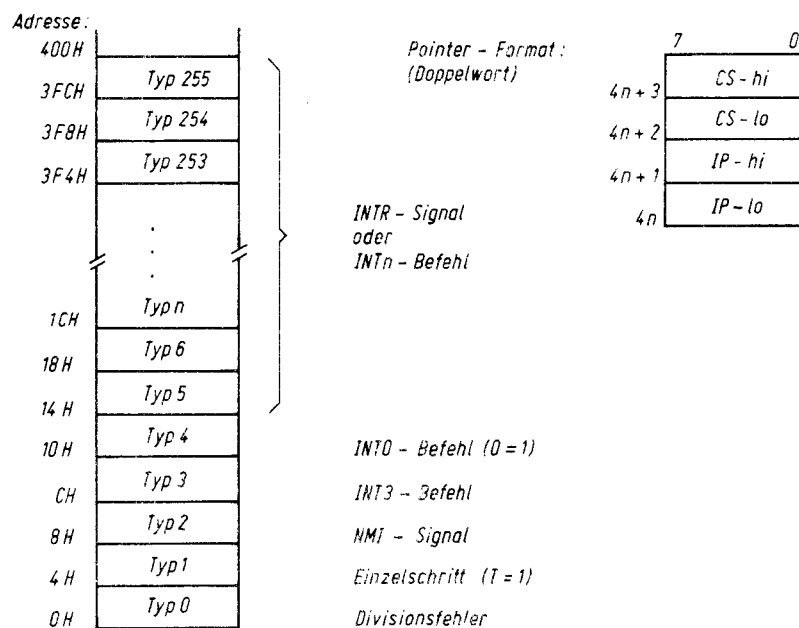 Adresse:
400H
Typ 255
3FCH
Typ 254
3F8H
Typ 253
3F4H
Typ n
1CH
Typ 6
18H
Typ 5
14H
Typ 4
10H
Typ 3
CH
Typ 2
8H
Typ 1
4H
Typ 0
0H
INTR - Signal
oder
INTn - Befehl
INTO - Befehl (O = 1)
INT3 - Befehl
NMI - Signal
Einzelschritt (T = 1)
Divisionsfehler
Pointer - Format:
(Doppelwort)
7 0
CS - hi
4n + 3
CS - lo
4n + 2
IP - hi
4n + 1
IP - lo
4n